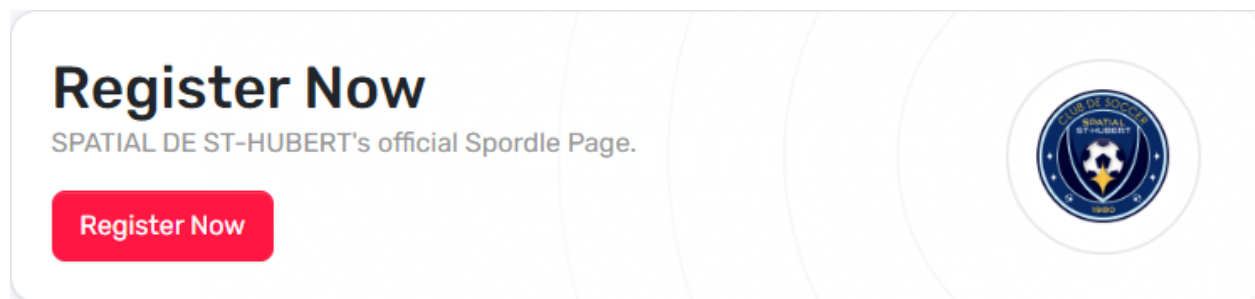 Register Now
SPATIAL DE ST-HUBERT's official Spordle Page.
Register Now
CLUB DE SOCCER
SPATIAL
ST-HUBERT
1980